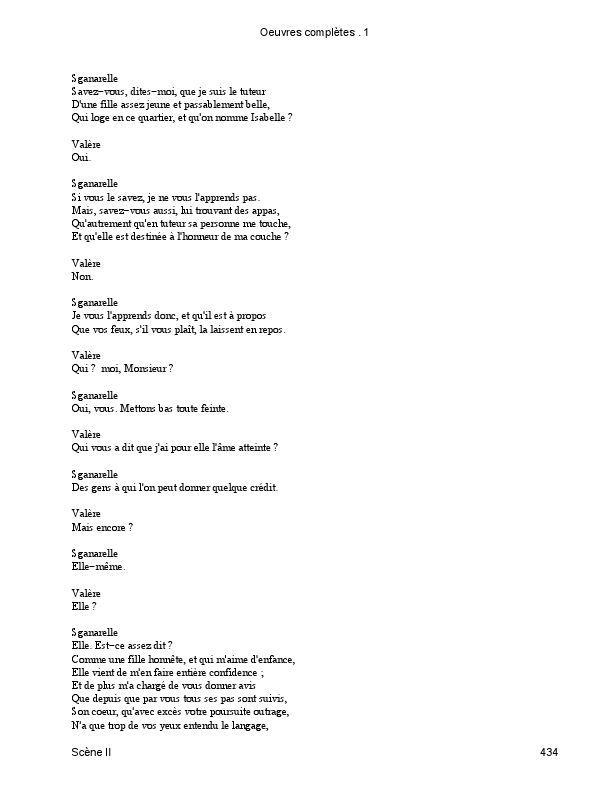 Oeuvres complètes . 1
Sganarelle
Savez−vous, dites−moi, que je suis le tuteur
D'une fille assez jeune et passablement belle,
Qui loge en ce quartier, et qu'on nomme Isabelle ?
Valère
Oui.
Sganarelle
Si vous le savez, je ne vous l'apprends pas.
Mais, savez−vous aussi, lui trouvant des appas,
Qu'autrement qu'en tuteur sa personne me touche,
Et qu'elle est destinée à l'honneur de ma couche ?
Valère
Non.
Sganarelle
Je vous l'apprends donc, et qu'il est à propos
Que vos feux, s'il vous plaît, la laissent en repos.
Valère
Qui ?  moi, Monsieur ?
Sganarelle
Oui, vous. Mettons bas toute feinte.
Valère
Qui vous a dit que j'ai pour elle l'âme atteinte ?
Sganarelle
Des gens à qui l'on peut donner quelque crédit.
Valère
Mais encore ?
Sganarelle
Elle−même.
Valère
Elle ?
Sganarelle
Elle. Est−ce assez dit ?
Comme une fille honnête, et qui m'aime d'enfance,
Elle vient de m'en faire entière confidence ;
Et de plus m'a chargé de vous donner avis
Que depuis que par vous tous ses pas sont suivis,
Son coeur, qu'avec excès votre poursuite outrage,
N'a que trop de vos yeux entendu le langage,
Scène II 434